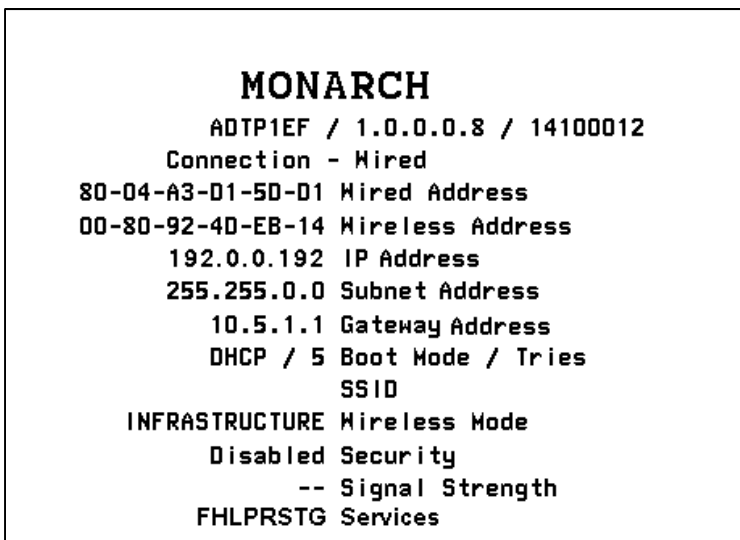 MONARCH
ADTP1EF / 1.0.0.0.8 / 14100012
Connection - Wired
80-04-A3-D1-5D-D1 Wired Address
00-80-92-4D-EB-14 Wireless Address
192.0.0.192 IP Address
255.255.0.0 Subnet Address
10.5.1.1 Gateway Address
DHCP / 5 Boot Mode / Tries
SSID
INFRASTRUCTURE Wireless Mode
Disabled Security
-- Signal Strength
FHLPRSTG Services